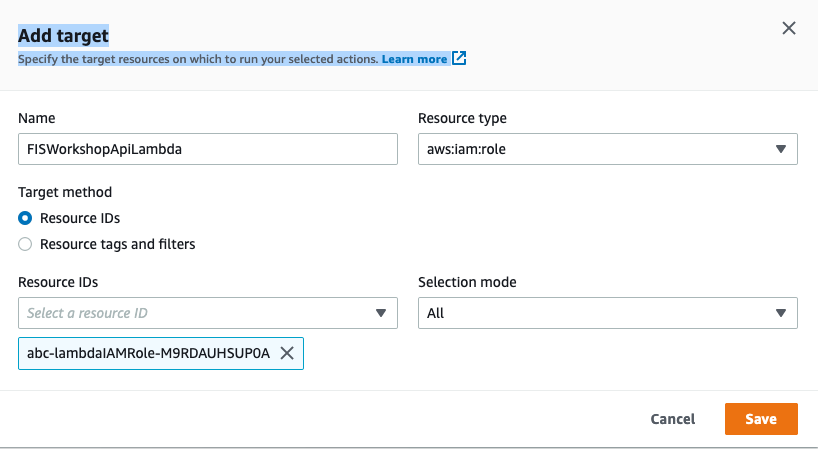 Add target
Specify the target resources on which to run your selected actions. Learn more
Name
Resource type
FISWorkshopApiLambda
aws:iam:role
Target method
Resource IDs
Resource tags and filters
Resource IDs
Selection mode
Select a resource ID
All
abc-lambdaIAMRole-M9RDAUHSUP0A
Cancel
Save